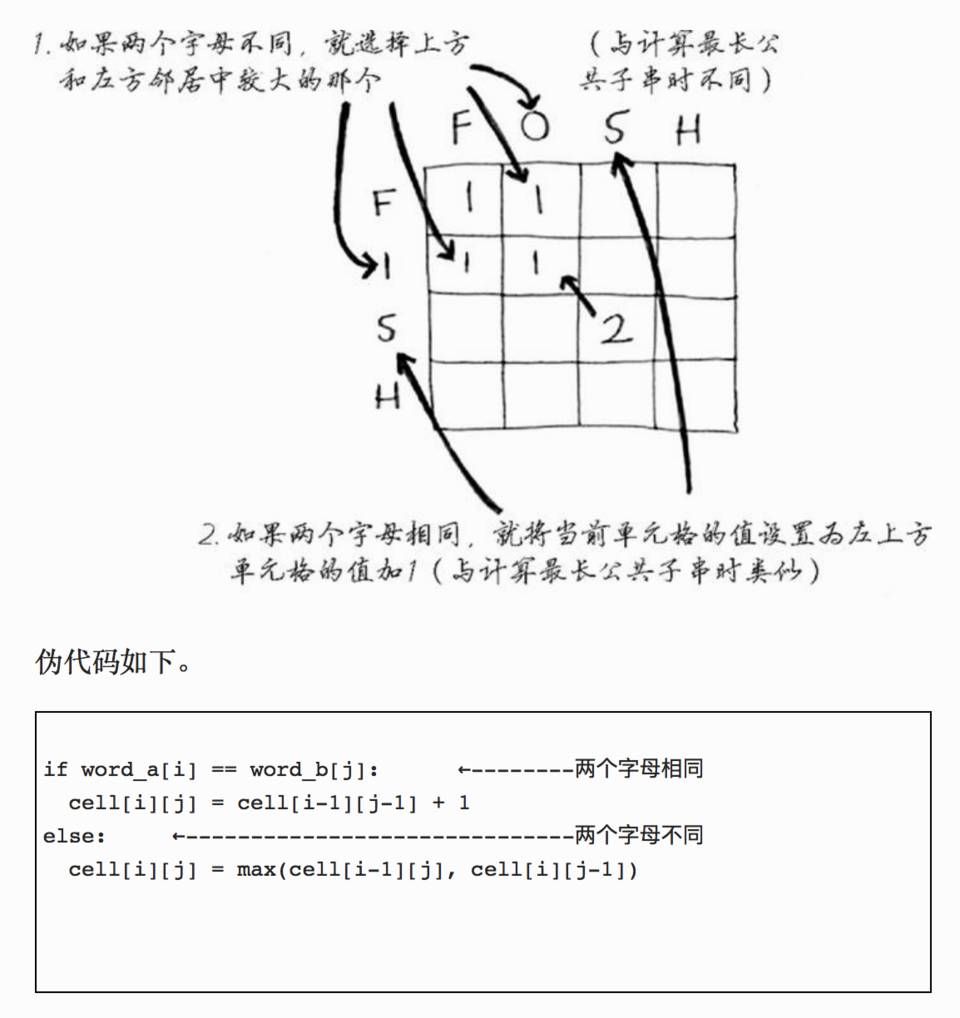 1. 如果两个字母不同，就选择上方
和左方邻居中较大的那个
（与计算最长公
共子串时不同）
F O S H
F 1 1
I 1 1
S 2
H
2. 如果两个字母相同，就将当前单元格的值设置为左上方
单元格的值加1（与计算最长公共子串时类似）
伪代码如下。
if word_a[i] == word_b[j]: ←--------两个字母相同
cell[i][j] = cell[i-1][j-1] + 1
else: ←------------------------------两个字母不同
cell[i][j] = max(cell[i-1][j], cell[i][j-1])